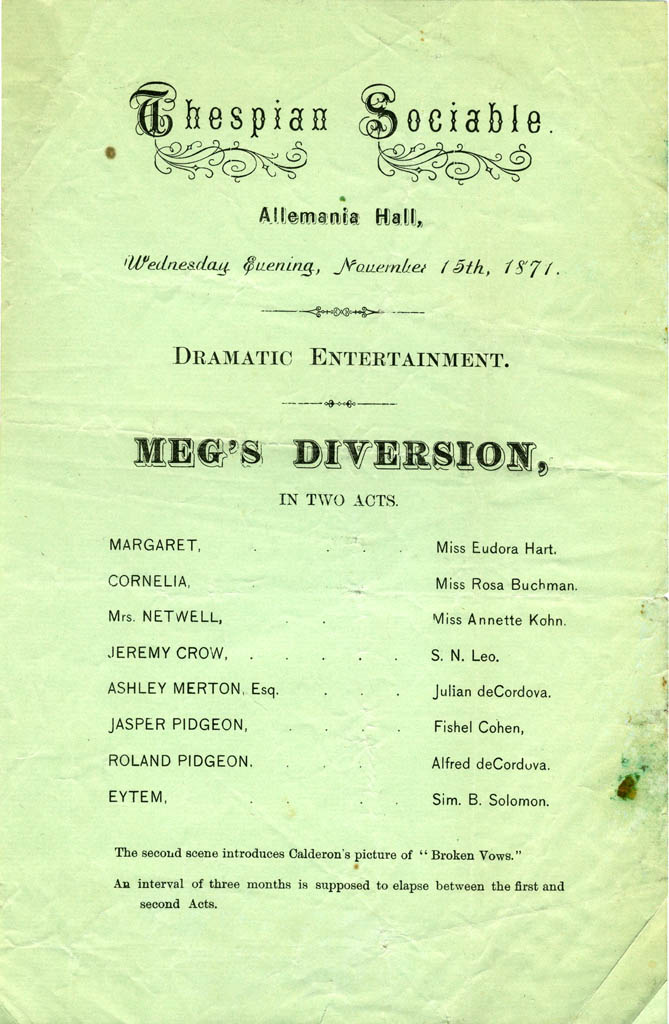 Thespian Sociable.
Allemania Hall,
Wednesday Evening, November 15th, 1871.
DRAMATIC ENTERTAINMENT.
MEG'S DIVERSION,
IN TWO ACTS.
MARGARET, . . . . Miss Eudora Hart.
CORNELIA, Miss Rosa Buchman.
Mrs. NETWELL, . . Miss Annette Kohn.
JEREMY CROW, . . . . . S. N. Leo.
ASHLEY MERTON, Esq. . . . Julian deCordova.
JASPER PIDGEON, . . . . Fishel Cohen,
ROLAND PIDGEON. . . . Alfred deCordova.
EYTEM, . . . . Sim. B. Solomon.
The second scene introduces Calderon's picture of "Broken Vows."
An interval of three months is supposed to elapse between the first and
second Acts.